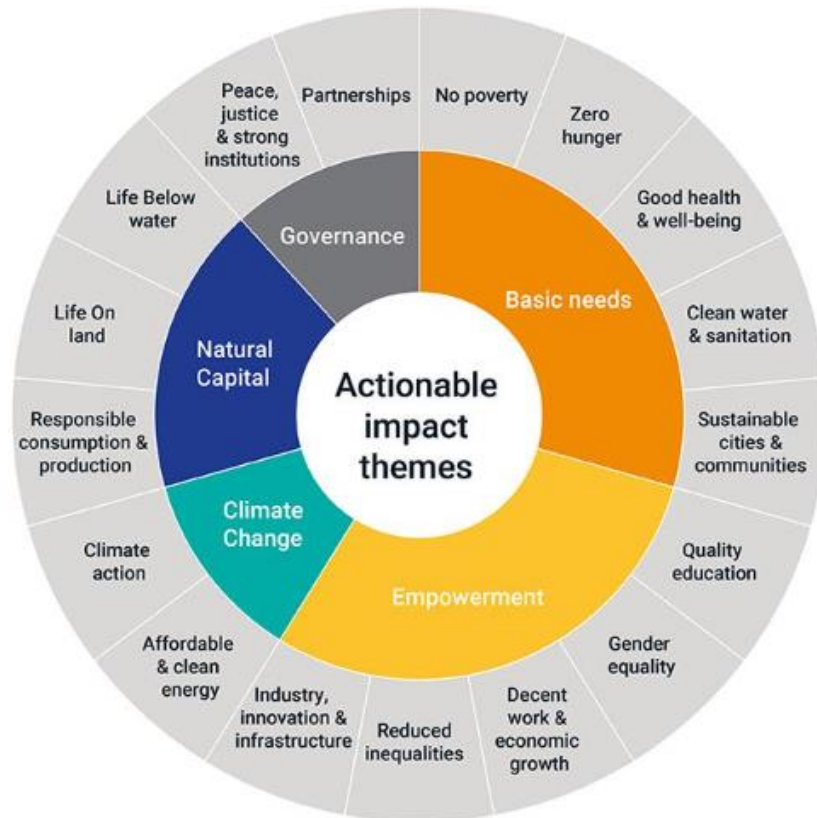 Actionable
impact
themes
Basic needs
Empowerment
Climate
Change
Natural
Capital
Governance
No poverty
Zero
hunger
Good health
& well-being
Clean water
& sanitation
Sustainable
cities &
communities
Quality
education
Gender
equality
Decent
work &
economic
growth
Reduced
inequalities
Industry,
innovation &
infrastructure
Affordable
& clean
energy
Climate
action
Responsible
consumption &
production
Life On
land
Life Below
water
Peace,
justice
& strong
institutions
Partnerships